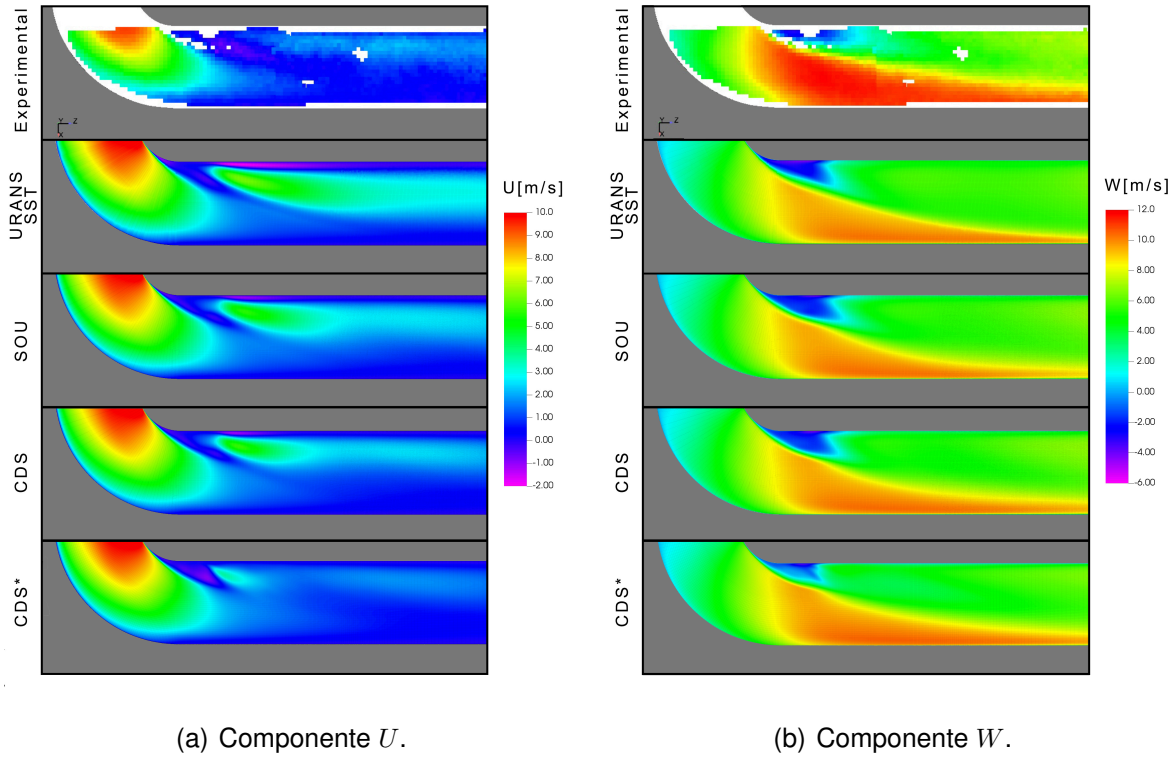 Experimental
Y Z
X
URANS
SST
SOU
CDS
CDS*
U[m/s]
10.0
9.00
8.00
7.00
6.00
5.00
4.00
3.00
2.00
1.00
0.00
-1.00
-2.00
(a) Componente U.
Experimental
Y Z
X
URANS
SST
SOU
CDS
CDS*
W[m/s]
12.0
10.0
8.00
6.00
4.00
2.00
0.00
-2.00
-4.00
-6.00
(b) Componente W.